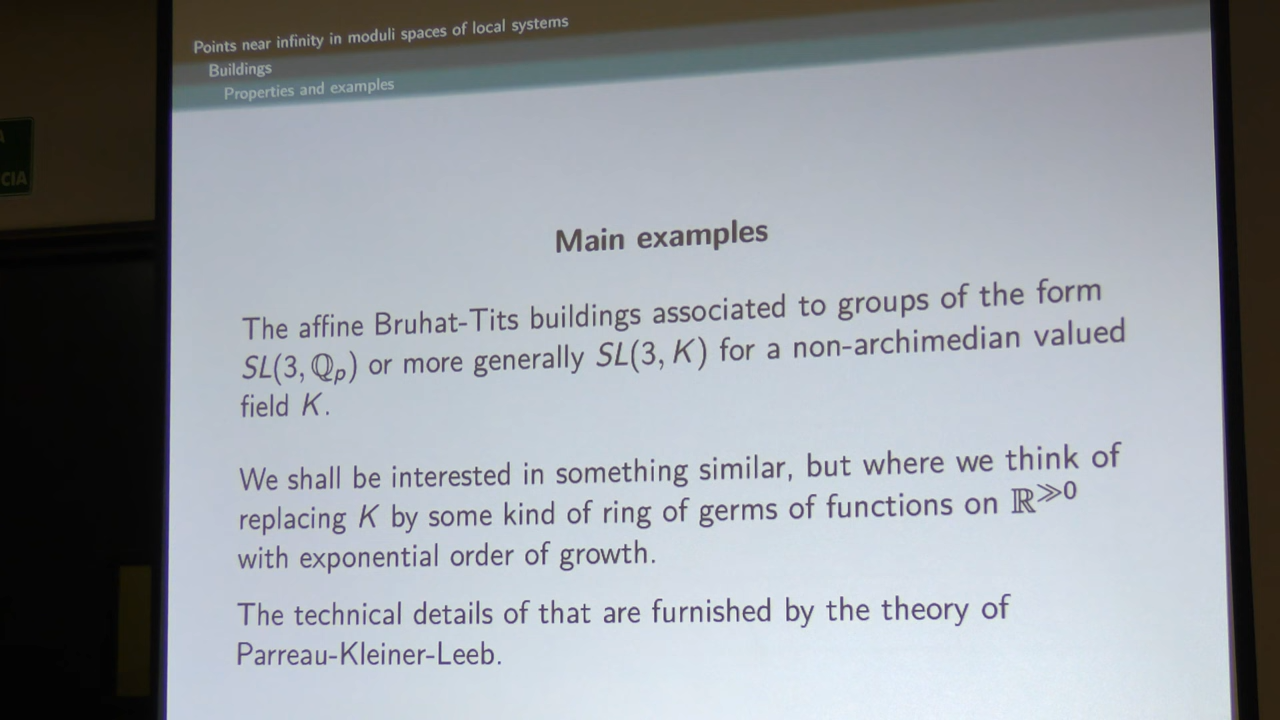 Points near infinity in moduli spaces of local systems
Buildings
Properties and examples
A
CIA
Main examples
The affine Bruhat-Tits buildings associated to groups of the form
SL(3, ℚₚ) or more generally SL(3, K) for a non-archimedian valued
field K.
We shall be interested in something similar, but where we think of
replacing K by some kind of ring of germs of functions on ℝ^≫0
with exponential order of growth.
The technical details of that are furnished by the theory of
Parreau-Kleiner-Leeb.